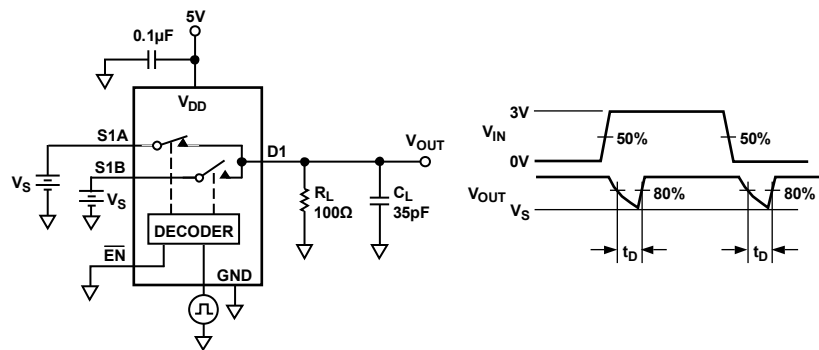 5V
0.1µF
VDD
S1A
S1B
D1
VOUT
VS
VS
RL
100Ω
CL
35pF
DECODER
EN
GND
3V
VIN
50%
50%
0V
VOUT
80%
80%
VS
tD
tD